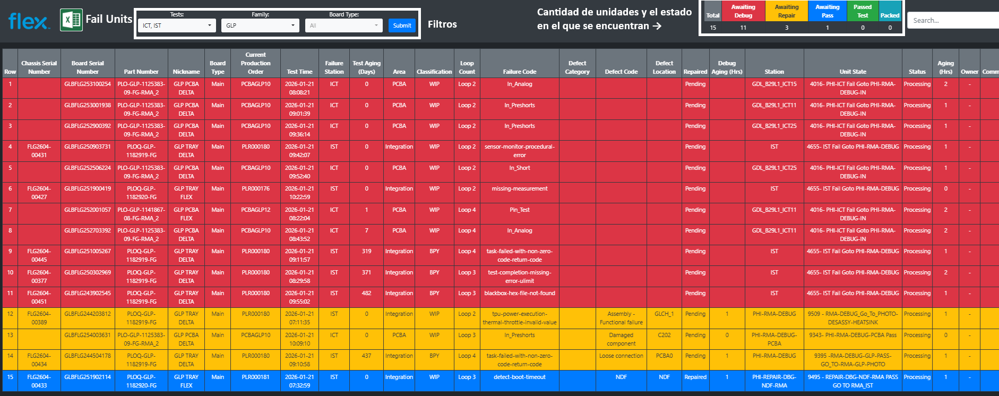 flex
Fail Units
Tests: Family: Board Type:
ICT, IST GLP All Submit
Filtros
Cantidad de unidades y el estado
en el que se encuentran →
Total Awaiting Debug Awaiting Repair Awaiting Pass Passed Test Packed
15 11 3 1 0 0
Search...
Row Chassis Serial Number Board Serial Number Part Number Nickname Board Type Current Production Order Test Time Failure Station Test Aging (Days) Area Classification Loop Count Failure Code Defect Category Defect Code Defect Location Repaired Debug Aging (Hrs) Station Unit State Status Aging (Hrs) Owner Comm
1 GLBFLG253100254 PLO-GLP-1125383-09-FG-RMA_2 GLP PCBA DELTA Main PCBAGLP10 2026-01-21 08:08:21 ICT 0 PCBA WIP Loop 2 In_Analog Pending GDL_B29L1_ICT15 4016- PHI-ICT Fail Goto PHI-RMA-DEBUG-IN Processing 2 -
2 GLBFLG253001938 PLO-GLP-1125383-09-FG-RMA_2 GLP PCBA DELTA Main PCBAGLP10 2026-01-21 09:01:39 ICT 0 PCBA WIP Loop 2 In_Preshorts Pending GDL_B29L1_ICT11 4016- PHI-ICT Fail Goto PHI-RMA-DEBUG-IN Processing 1 -
3 GLBFLG252900392 PLO-GLP-1125383-09-FG-RMA_2 GLP PCBA DELTA Main PCBAGLP10 2026-01-21 09:36:14 ICT 0 PCBA WIP Loop 2 In_Preshorts Pending GDL_B29L1_ICT25 4016- PHI-ICT Fail Goto PHI-RMA-DEBUG-IN Processing 1 -
4 FLG2604-00431 GLBFLG250903731 PLOQ-GLP-1182919-FG GLP TRAY DELTA Main PLR000180 2026-01-21 09:42:07 IST 0 Integration WIP Loop 2 sensor-monitor-procedural-error Pending IST 4655- IST Fail Goto PHI-RMA-DEBUG Processing 1 -
5 GLBFLG252506224 PLO-GLP-1125383-09-FG-RMA_2 GLP PCBA DELTA Main PCBAGLP10 2026-01-21 09:52:40 ICT 0 PCBA WIP Loop 2 In_Short Pending GDL_B29L1_ICT25 4016- PHI-ICT Fail Goto PHI-RMA-DEBUG-IN Processing 1 -
6 FLG2604-00427 GLBFLG251900419 PLOQ-GLP-1182920-FG GLP TRAY FLEX Main PLR000176 2026-01-21 10:22:59 IST 0 Integration WIP Loop 2 missing-measurement Pending IST 4655- IST Fail Goto PHI-RMA-DEBUG Processing 0 -
7 GLBFLG252001057 PLO-GLP-1141867-08-FG-RMA_2 GLP PCBA FLEX Main PCBAGLP12 2026-01-21 08:22:04 ICT 1 PCBA WIP Loop 4 Pin_Test Pending GDL_B29L1_ICT11 4016- PHI-ICT Fail Goto PHI-RMA-DEBUG-IN Processing 2 -
8 GLBFLG252703392 PLO-GLP-1125383-09-FG-RMA_2 GLP PCBA DELTA Main PCBAGLP10 2026-01-21 08:43:52 ICT 7 PCBA WIP Loop 4 In_Analog Pending GDL_B29L1_ICT11 4016- PHI-ICT Fail Goto PHI-RMA-DEBUG-IN Processing 2 -
9 FLG2604-00445 GLBFLG251005267 PLOQ-GLP-1182919-FG GLP TRAY DELTA Main PLR000180 2026-01-21 09:11:57 IST 319 Integration BPY Loop 4 task-failed-with-non-zero-code-return-code Pending IST 4655- IST Fail Goto PHI-RMA-DEBUG Processing 1 -
10 FLG2604-00377 GLBFLG250302969 PLOQ-GLP-1182919-FG GLP TRAY DELTA Main PLR000180 2026-01-21 08:29:58 IST 371 Integration BPY Loop 3 test-completion-missing-error-ulimit Pending IST 4655- IST Fail Goto PHI-RMA-DEBUG Processing 2 -
11 FLG2604-00451 GLBFLG243902545 PLOQ-GLP-1182919-FG GLP TRAY DELTA Main PLR000180 2026-01-21 09:55:02 IST 482 Integration BPY Loop 3 blackbox-hex-file-not-found Pending IST 4655- IST Fail Goto PHI-RMA-DEBUG Processing 1 -
12 FLG2604-00389 GLBFLG244203812 PLOQ-GLP-1182919-FG GLP TRAY DELTA Main PLR000180 2026-01-21 07:11:35 IST 0 Integration WIP Loop 2 tpu-power-execution-thermal-throttle-invalid-value Assembly - Functional failure GLCH_1 Pending 1 PHI-RMA-DEBUG 9509 - RMA-DEBUG_Go_To_PHOTO-DESASSY-HEATSINK Processing 1 -
13 GLBFLG254003631 PLO-GLP-1125383-09-FG-RMA_2 GLP PCBA DELTA Main PCBAGLP10 2026-01-21 10:09:10 ICT 0 PCBA WIP Loop 3 In_Preshorts Damaged component C202 Pending 0 PHI-RMA-DEBUG-PCBA 9343- PHI-RMA-DEBUG-PCBA Pass Processing 0 -
14 FLG2604-00434 GLBFLG244504178 PLOQ-GLP-1182919-FG GLP TRAY DELTA Main PLR000180 2026-01-21 09:10:58 IST 437 Integration BPY Loop 4 task-failed-with-non-zero-code-return-code Loose connection PCBA0 Pending 1 PHI-RMA-DEBUG 9395 -RMA-DEBUG-GLP-PASS-GO_TO-RMA-GLP-PHOTO Processing 1 -
15 FLG2604-00433 GLBFLG251902114 PLOQ-GLP-1182920-FG GLP TRAY FLEX Main PLR000181 2026-01-21 07:32:59 IST 0 Integration WIP Loop 3 detect-boot-timeout NDF NDF Repaired 1 PHI-REPAIR-DBG-NDF-RMA 9495 - REPAIR-DBG-NDF-RMA PASS GO TO RMA_IST Processing 1 -